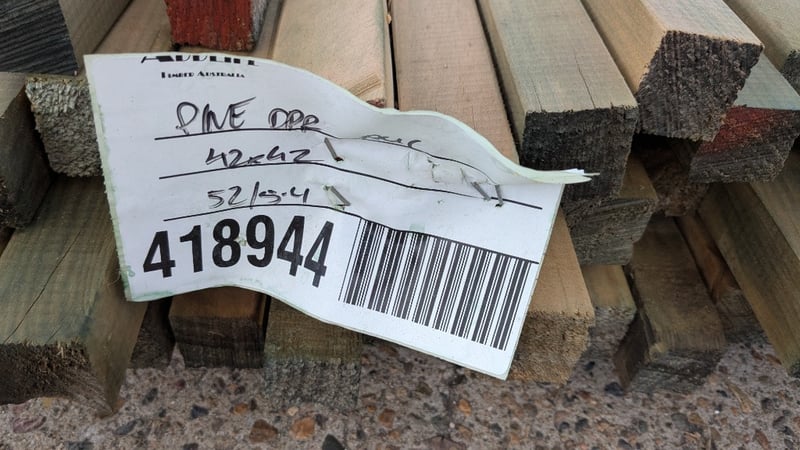 TIMBER AUSTRALIA
PINE DPR
42x42
52/5.4
418944